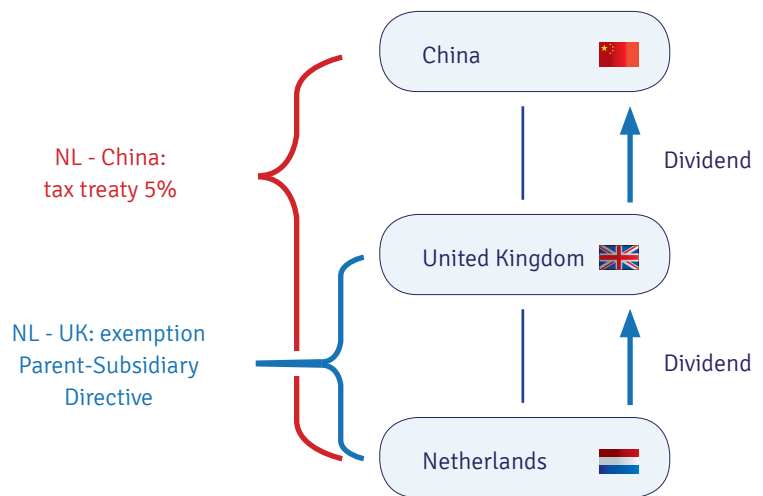 China
NL - China:
tax treaty 5%
Dividend
United Kingdom
NL - UK: exemption
Parent-Subsidiary
Directive
Dividend
Netherlands